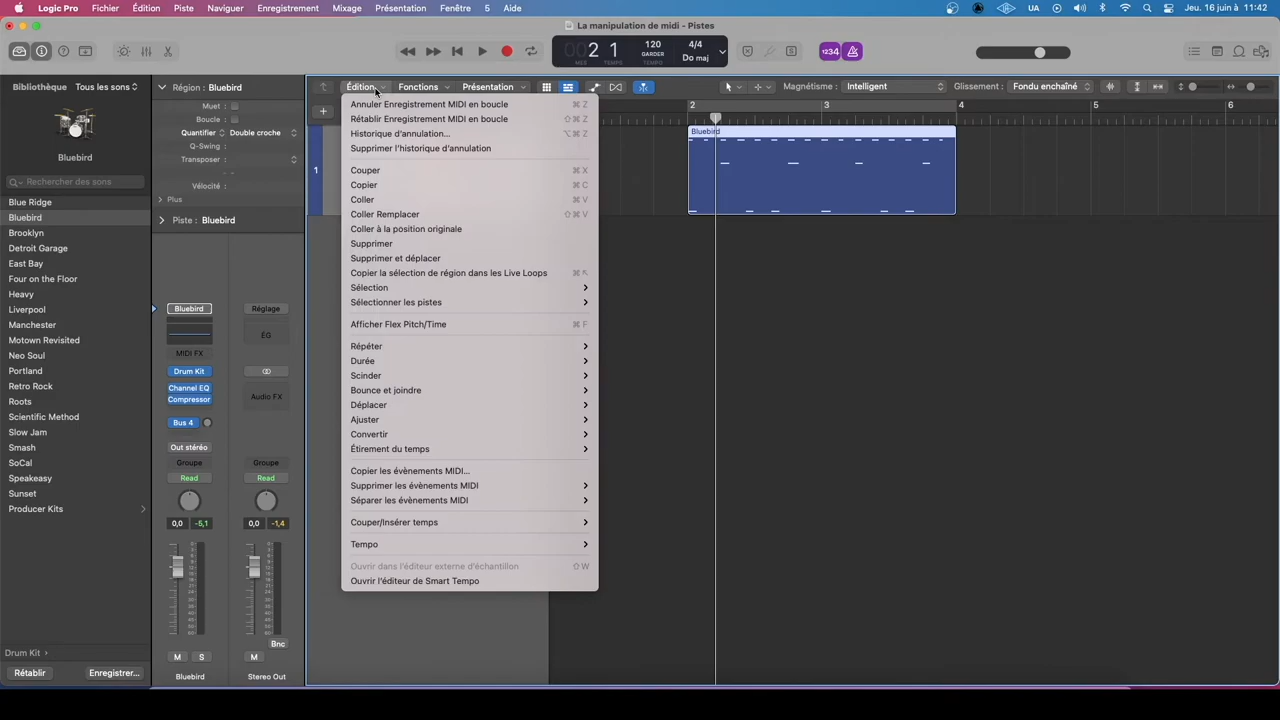 Logic Pro Fichier Édition Piste Naviguer Enregistrement Mixage Présentation Fenêtre 5 Aide UA Jeu. 16 juin à 11:42
La manipulation de midi - Pistes
0021 120 4/4
MES. TEMPS GARDER TEMPO Do maj
1234
Bibliothèque Tous les sons
Bluebird
Rechercher des sons
Blue Ridge
Bluebird
Brooklyn
Detroit Garage
East Bay
Four on the Floor
Heavy
Liverpool
Manchester
Motown Revisited
Neo Soul
Portland
Retro Rock
Roots
Scientific Method
Slow Jam
Smash
SoCal
Speakeasy
Sunset
Producer Kits
Drum Kit
Rétablir Enregistrer...
Région : Bluebird
Muet :
Boucle :
Quantifier Double croche
Q-Swing :
Transposer :
Vélocité :
Plus
Piste : Bluebird
Bluebird Réglage
EG
MIDI FX
Drum Kit
Channel EQ
Compressor Audio FX
Bus 4
Out stéréo
Groupe Groupe
Read Read
0,0 -5,1 0,0 -1,4
Bnc
M S M
Bluebird Stereo Out
Édition Fonctions Présentation Magnétisme : Intelligent Glissement : Fondu enchaîné
Annuler Enregistrement MIDI en boucle ⌘ Z
Rétablir Enregistrement MIDI en boucle ⇧⌘ Z
Historique d'annulation... ⌥⌘ Z
Supprimer l'historique d'annulation
Couper ⌘ X
Copier ⌘ C
Coller ⌘ V
Coller Remplacer ⇧⌘ V
Coller à la position originale
Supprimer
Supprimer et déplacer
Copier la sélection de région dans les Live Loops ⌘ ↖
Sélection
Sélectionner les pistes
Afficher Flex Pitch/Time ⌘ F
Répéter
Durée
Scinder
Bounce et joindre
Déplacer
Ajuster
Convertir
Étirement du temps
Copier les évènements MIDI...
Supprimer les évènements MIDI
Séparer les évènements MIDI
Couper/Insérer temps
Tempo
Ouvrir dans l'éditeur externe d'échantillon ⇧ W
Ouvrir l'éditeur de Smart Tempo
1
2 3 4 5 6
Bluebird